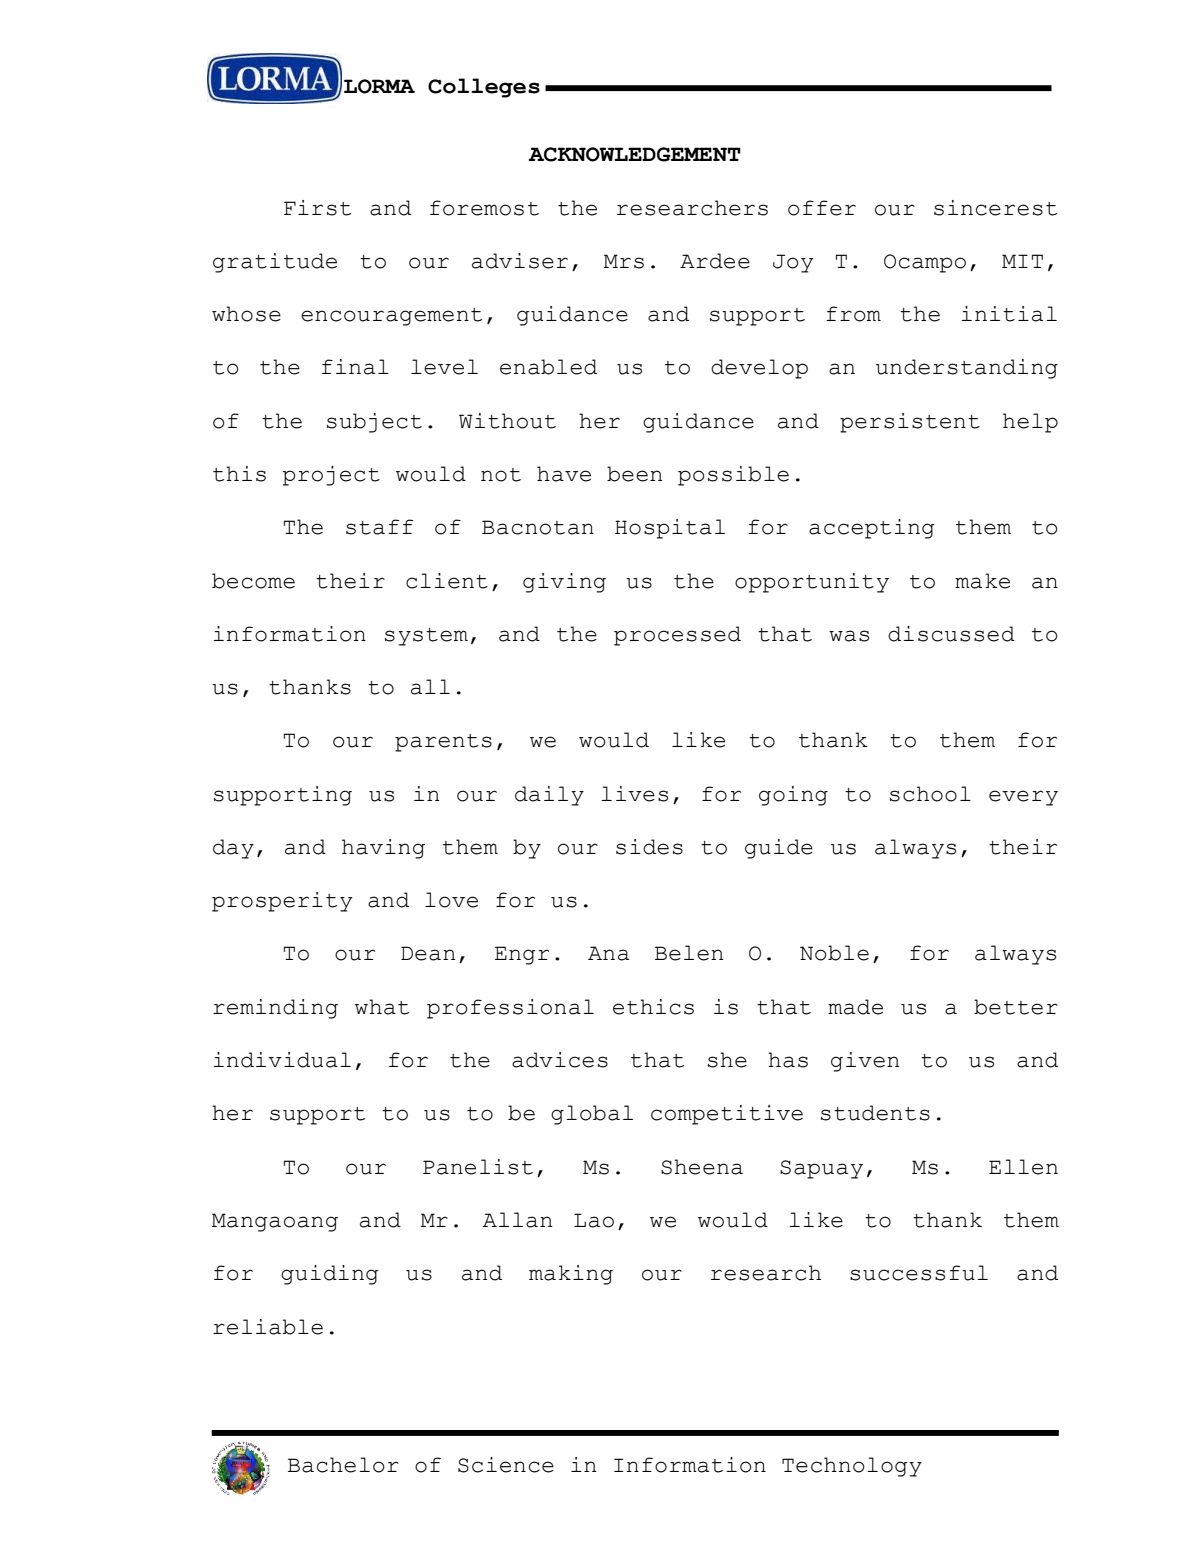 LORMA LORMA Colleges
ACKNOWLEDGEMENT
First and foremost the researchers offer our sincerest
gratitude to our adviser, Mrs. Ardee Joy T. Ocampo, MIT,
whose encouragement, guidance and support from the initial
to the final level enabled us to develop an understanding
of the subject. Without her guidance and persistent help
this project would not have been possible.
The staff of Bacnotan Hospital for accepting them to
become their client, giving us the opportunity to make an
information system, and the processed that was discussed to
us, thanks to all.
To our parents, we would like to thank to them for
supporting us in our daily lives, for going to school every
day, and having them by our sides to guide us always, their
prosperity and love for us.
To our Dean, Engr. Ana Belen O. Noble, for always
reminding what professional ethics is that made us a better
individual, for the advices that she has given to us and
her support to us to be global competitive students.
To our Panelist, Ms. Sheena Sapuay, Ms. Ellen
Mangaoang and Mr. Allan Lao, we would like to thank them
for guiding us and making our research successful and
reliable.
Bachelor of Science in Information Technology